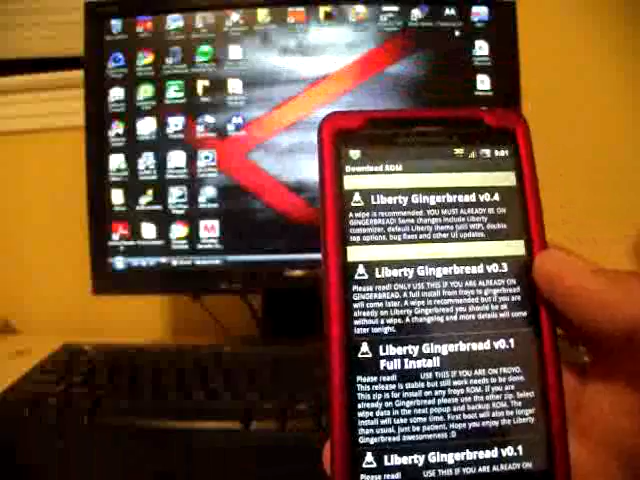 9:01
Download ROM
Liberty Gingerbread v0.4
A wipe is recommended. YOU MUST ALREADY BE ON
GINGERBREAD! Some changes include Liberty
customizer, default Liberty theme (still WIP), double
tap options, bug fixes and other UI updates.
Liberty Gingerbread v0.3
Please read! ONLY USE THIS IF YOU ARE ALREADY ON
GINGERBREAD. A full install from froyo to gingerbread
will come later. A wipe is recommended but if you are
already on Liberty Gingerbread you should be ok
without a wipe. A changelog and more details will come
later tonight.
Liberty Gingerbread v0.1
Full Install
Please read! USE THIS IF YOU ARE ON FROYO.
This release is stable but still work needs to be done.
This zip is for install on any froyo ROM. If you are
already on Gingerbread please use the other zip. Select
wipe data in the next popup and backup ROM. The
install will take some time. First boot will also be longer
than usual, just be patient. Hope you enjoy the Liberty
Gingerbread awesomeness :D
Liberty Gingerbread v0.1
Please read! USE THIS IF YOU ARE ALREADY ON